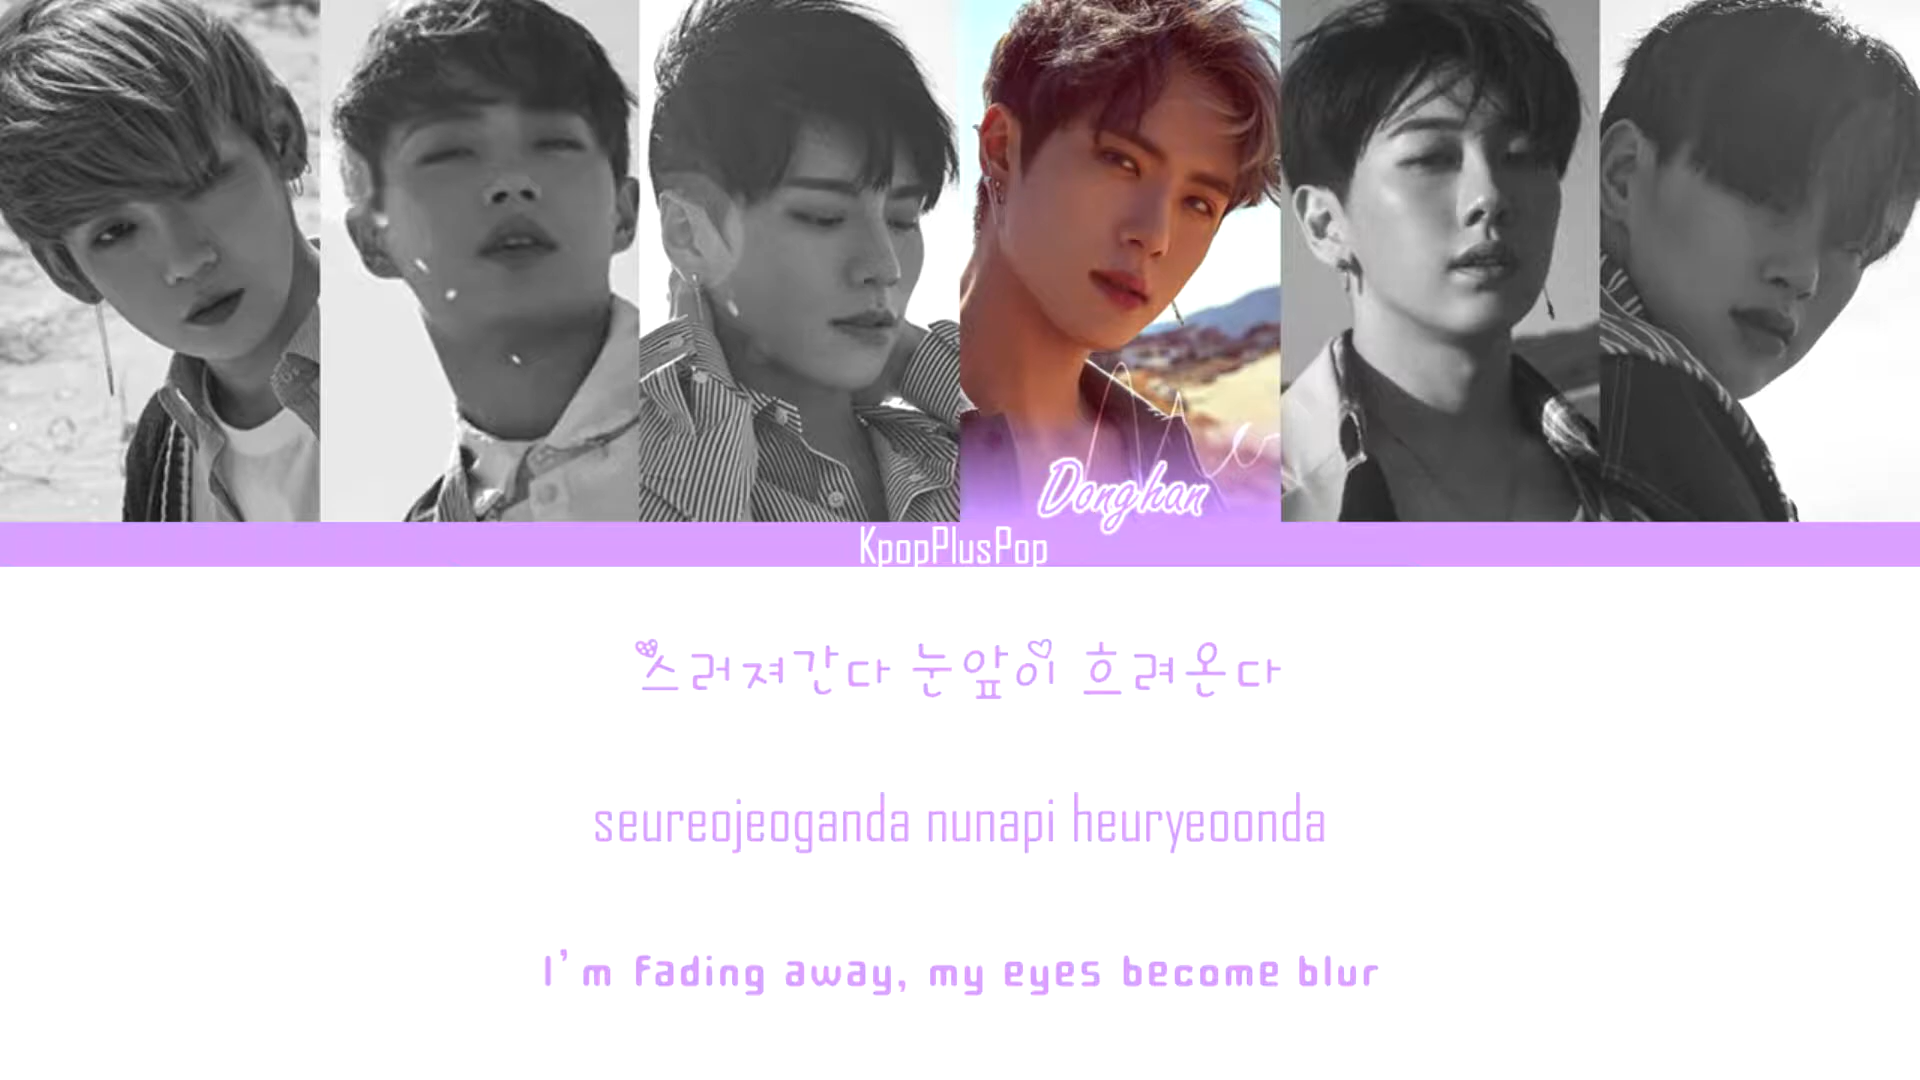 Donghan
KpopPlusPop
스러져간다 눈앞이 흐려온다
seureojeoganda nunapi heuryeoonda
I'm fading away, my eyes become blur